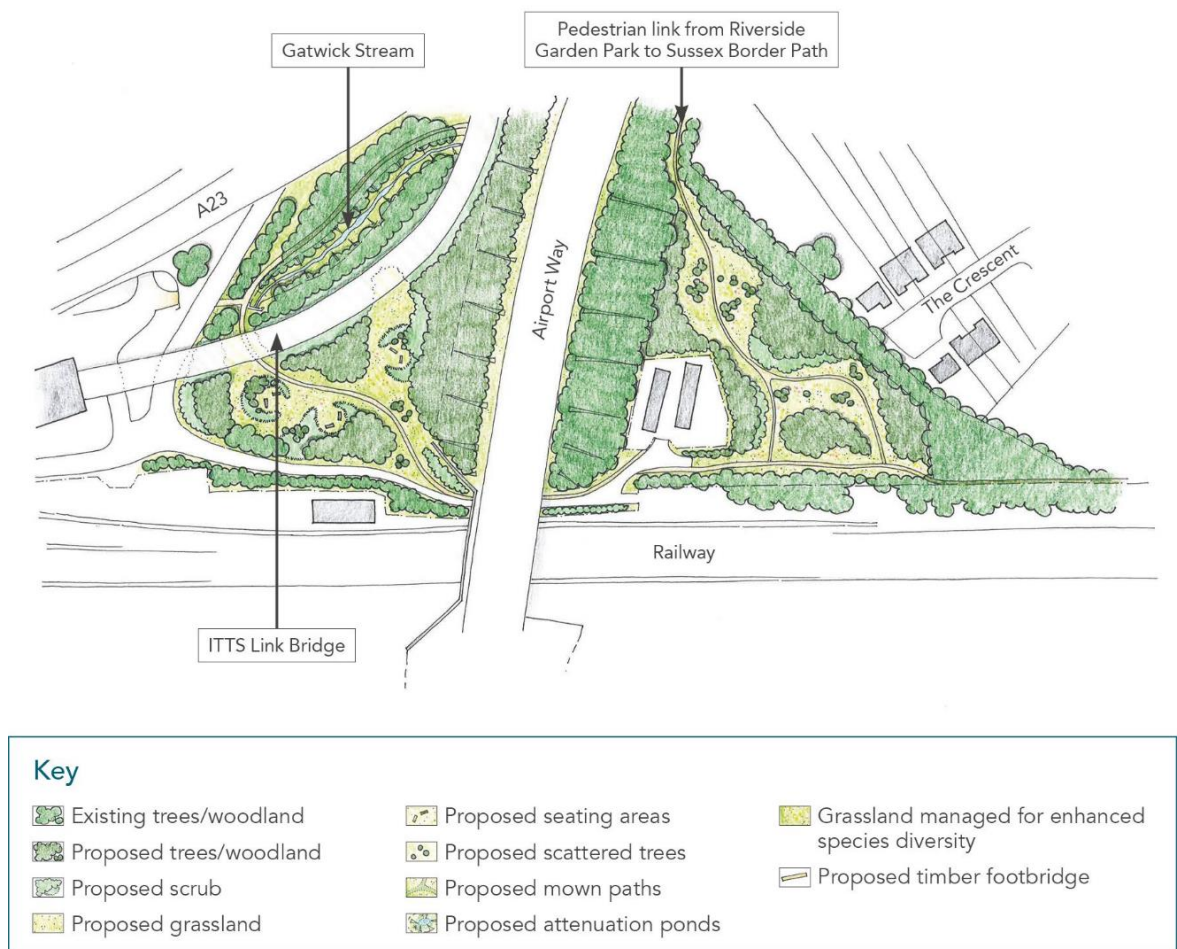 Gatwick Stream
Pedestrian link from Riverside
Garden Park to Sussex Border Path
A23
Airport Way
The Crescent
Railway
ITTS Link Bridge
Key
Existing trees/woodland
Proposed trees/woodland
Proposed scrub
Proposed grassland
Proposed seating areas
Proposed scattered trees
Proposed mown paths
Proposed attenuation ponds
Grassland managed for enhanced
species diversity
Proposed timber footbridge